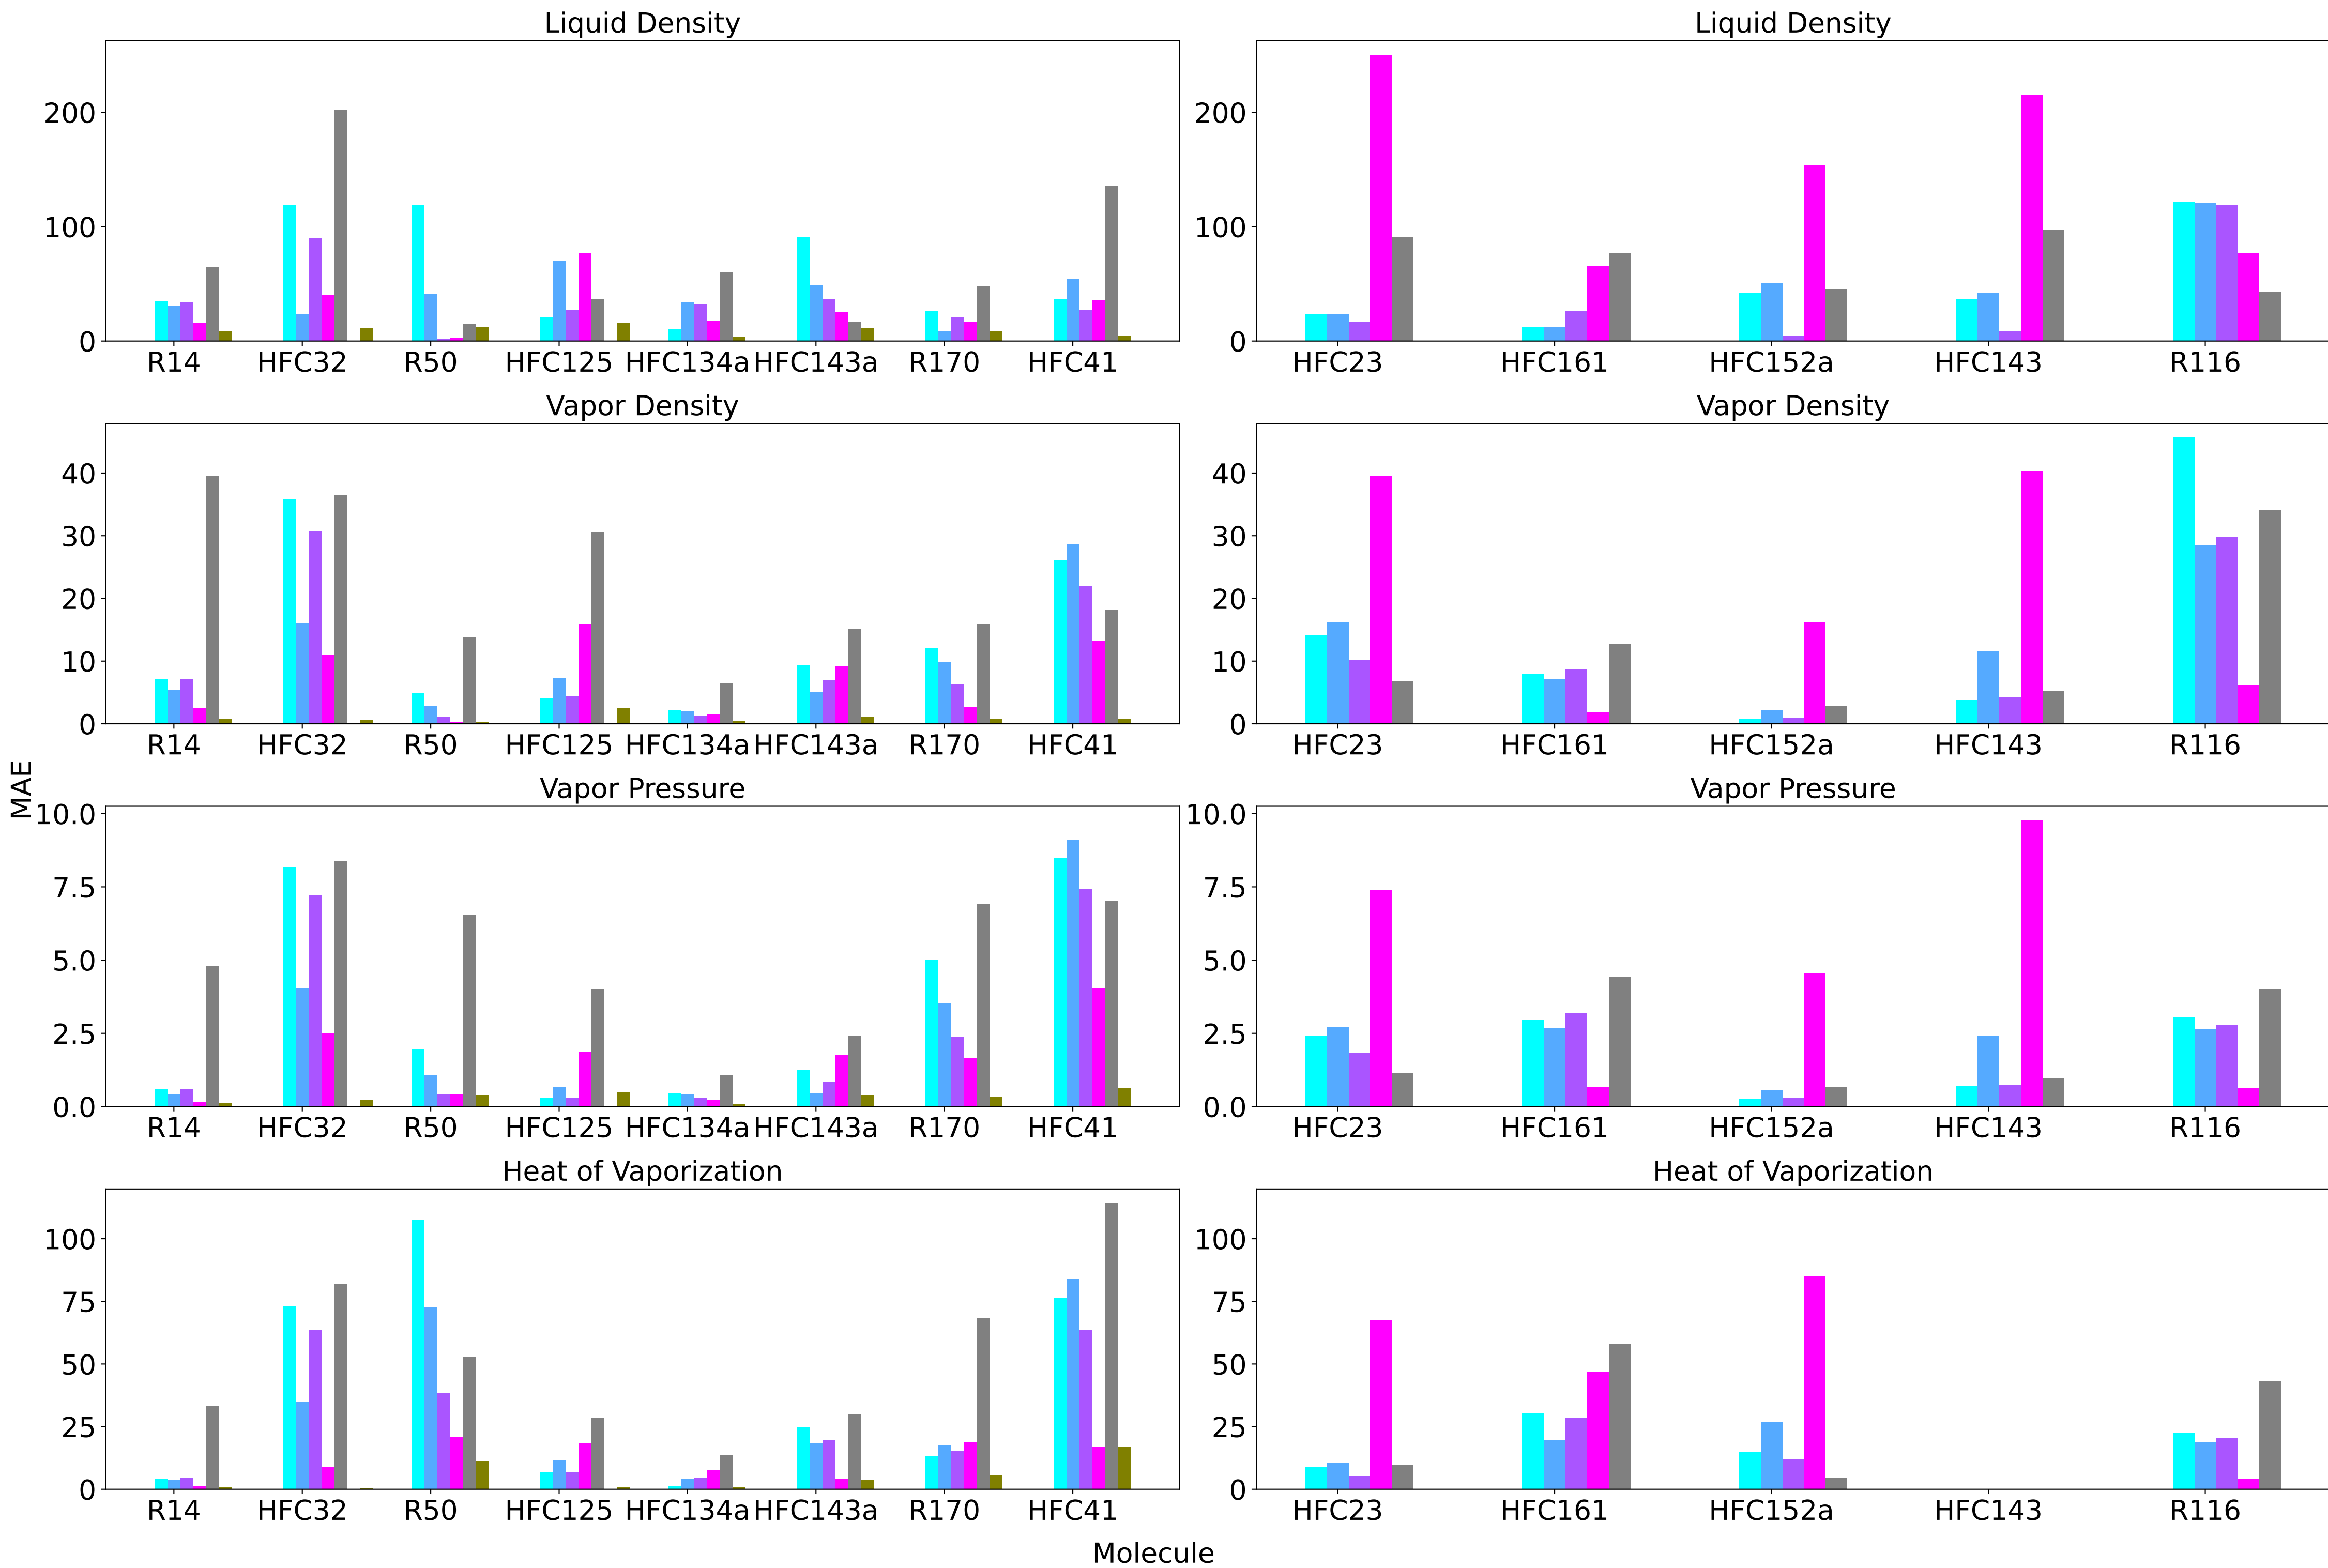 Liquid Density
200
100
0
R14 HFC32 R50 HFC125 HFC134a HFC143a R170 HFC41
Liquid Density
200
100
0
HFC23 HFC161 HFC152a HFC143 R116
Vapor Density
40
30
20
10
0
R14 HFC32 R50 HFC125 HFC134a HFC143a R170 HFC41
Vapor Density
40
30
20
10
0
HFC23 HFC161 HFC152a HFC143 R116
MAE
Vapor Pressure
10.0
7.5
5.0
2.5
0.0
R14 HFC32 R50 HFC125 HFC134a HFC143a R170 HFC41
Vapor Pressure
10.0
7.5
5.0
2.5
0.0
HFC23 HFC161 HFC152a HFC143 R116
Heat of Vaporization
100
75
50
25
0
R14 HFC32 R50 HFC125 HFC134a HFC143a R170 HFC41
Heat of Vaporization
100
75
50
25
0
HFC23 HFC161 HFC152a HFC143 R116
Molecule